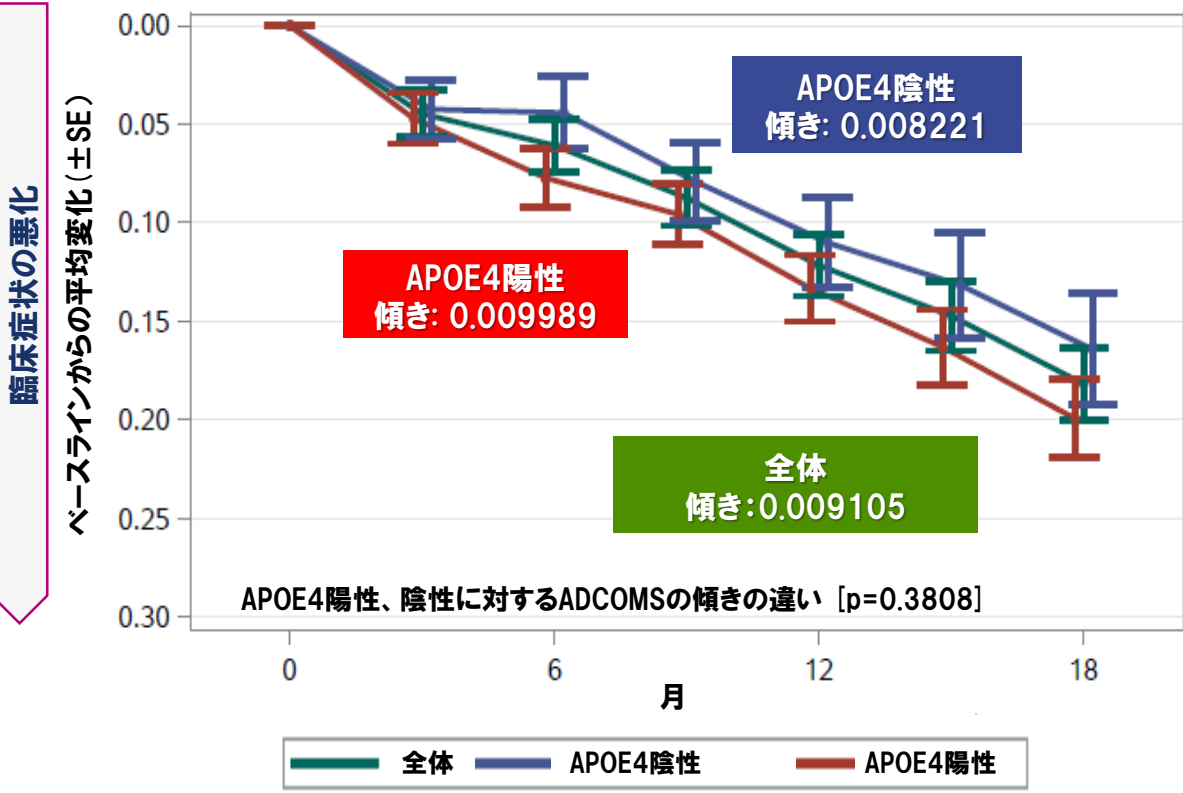 臨床症状の悪化
ベースラインからの平均変化(±SE)
0.00
0.05
0.10
0.15
0.20
0.25
0.30
APOE4陰性
傾き: 0.008221
APOE4陽性
傾き: 0.009989
全体
傾き:0.009105
APOE4陽性、陰性に対するADCOMSの傾きの違い [p=0.3808]
0 6 12 18
月
全体 APOE4陰性 APOE4陽性